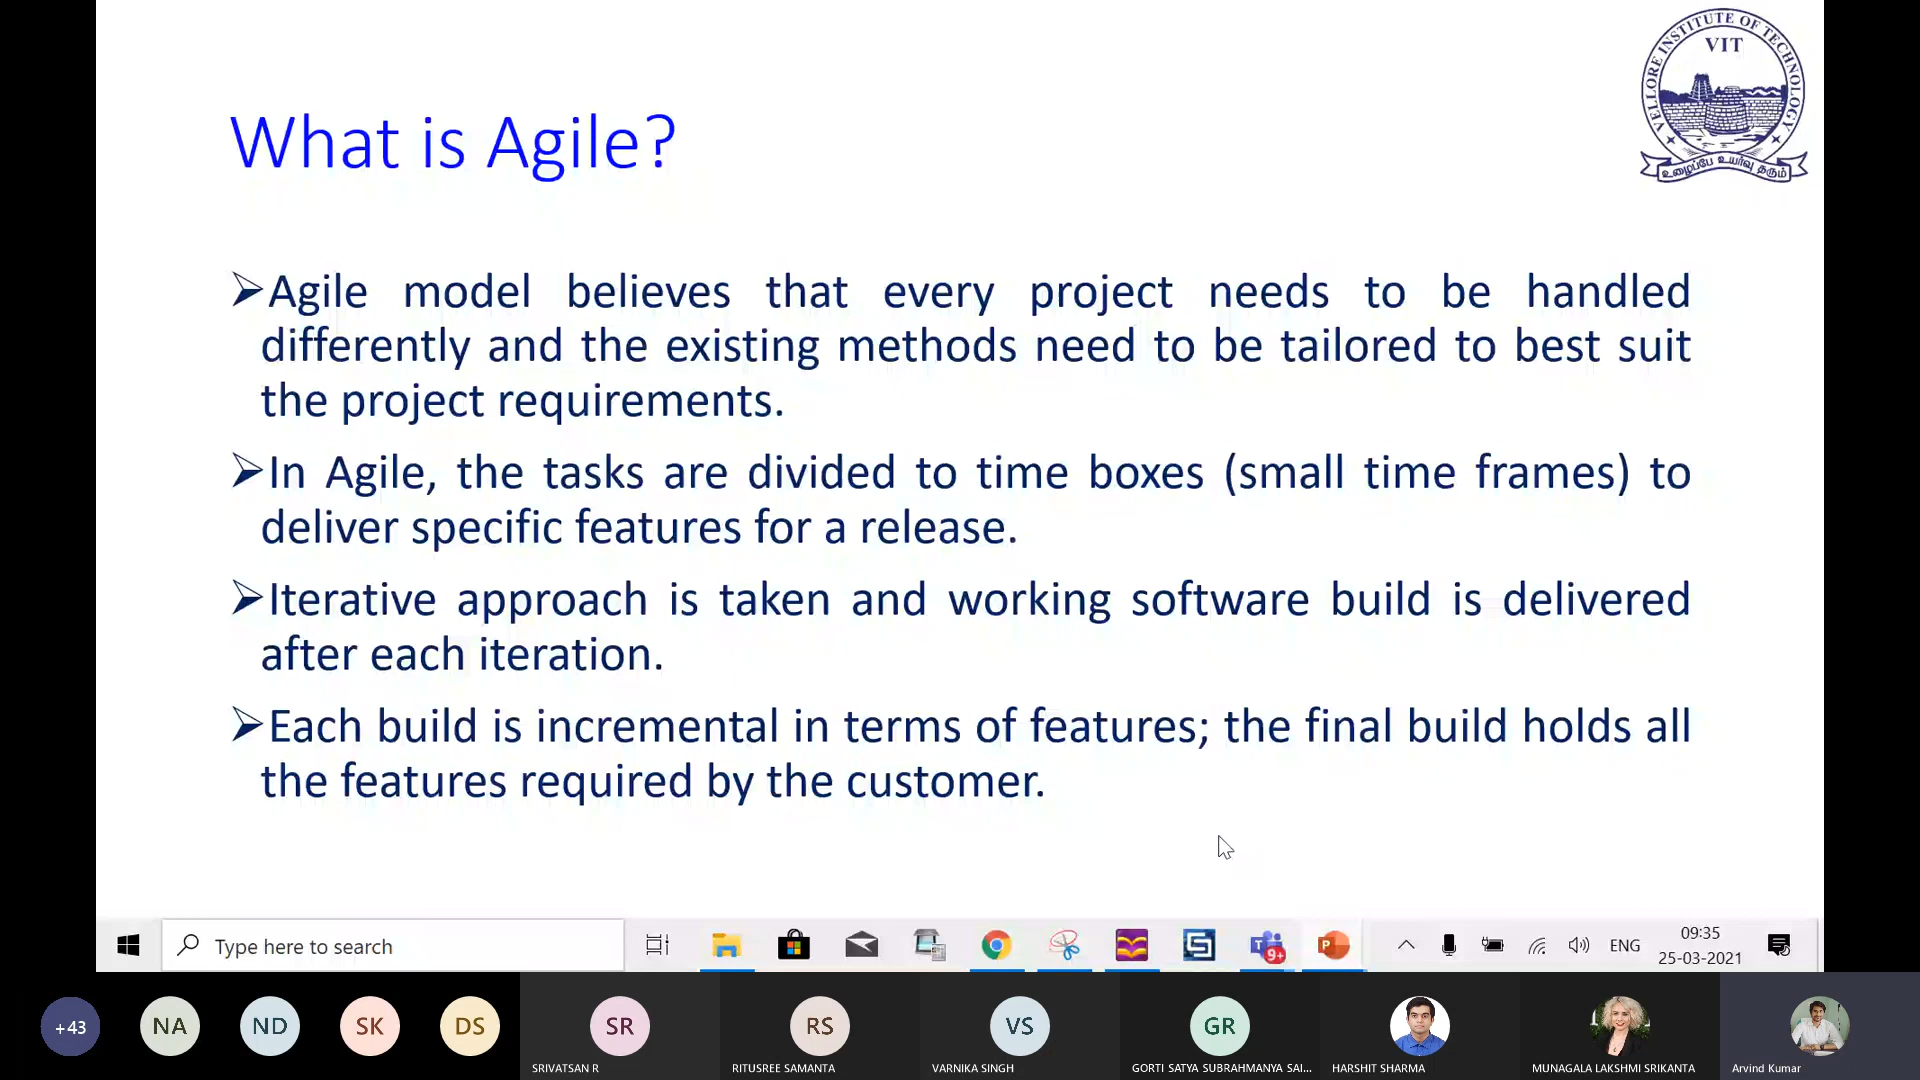 VELLORE INSTITUTE OF TECHNOLOGY
VIT
உழைப்பே உயர்வு தரும்
What is Agile?
➢Agile model believes that every project needs to be handled
differently and the existing methods need to be tailored to best suit
the project requirements.
➢In Agile, the tasks are divided to time boxes (small time frames) to
deliver specific features for a release.
➢Iterative approach is taken and working software build is delivered
after each iteration.
➢Each build is incremental in terms of features; the final build holds all
the features required by the customer.
Type here to search
9+
ENG
09:35
25-03-2021
+43
NA
ND
SK
DS
SR
RS
VS
GR
SRIVATSAN R
RITUSREE SAMANTA
VARNIKA SINGH
GORTI SATYA SUBRAHMANYA SAI...
HARSHIT SHARMA
MUNAGALA LAKSHMI SRIKANTA
Arvind Kumar